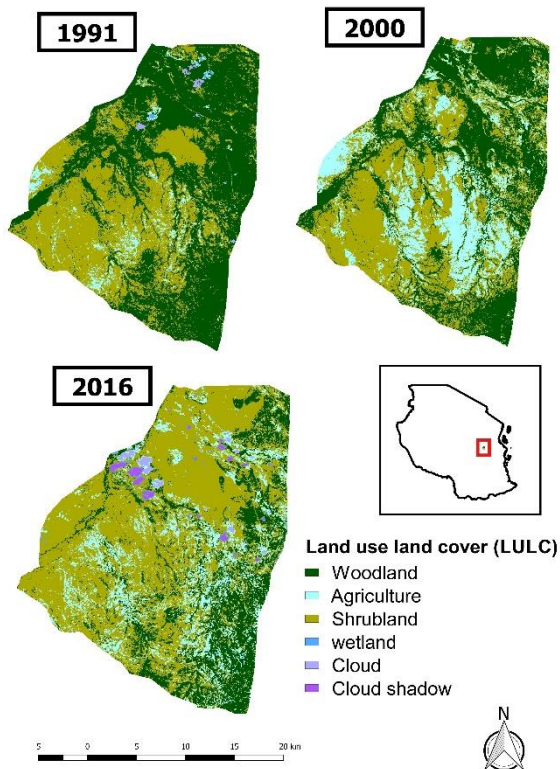 1991
2000
2016
Land use land cover (LULC)
Woodland
Agriculture
Shrubland
wetland
Cloud
Cloud shadow
5 0 5 10 15 20 km
N